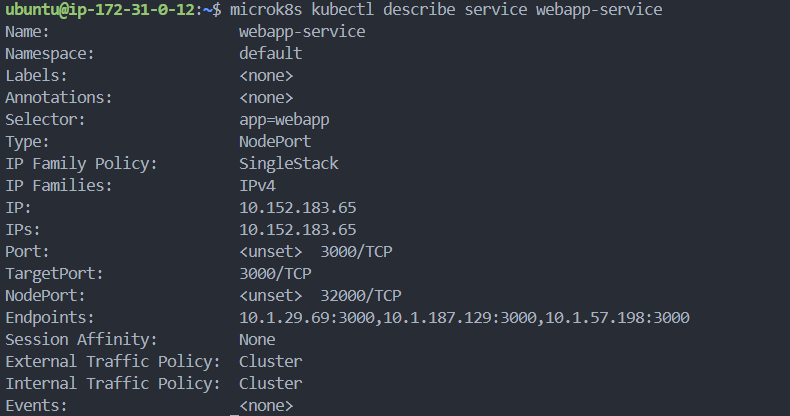 ubuntu@ip-172-31-0-12:~$ microk8s kubectl describe service webapp-service
Name:                     webapp-service
Namespace:                default
Labels:                   <none>
Annotations:              <none>
Selector:                 app=webapp
Type:                     NodePort
IP Family Policy:         SingleStack
IP Families:              IPv4
IP:                       10.152.183.65
IPs:                      10.152.183.65
Port:                     <unset>  3000/TCP
TargetPort:               3000/TCP
NodePort:                 <unset>  32000/TCP
Endpoints:                10.1.29.69:3000,10.1.187.129:3000,10.1.57.198:3000
Session Affinity:         None
External Traffic Policy:  Cluster
Internal Traffic Policy:  Cluster
Events:                   <none>